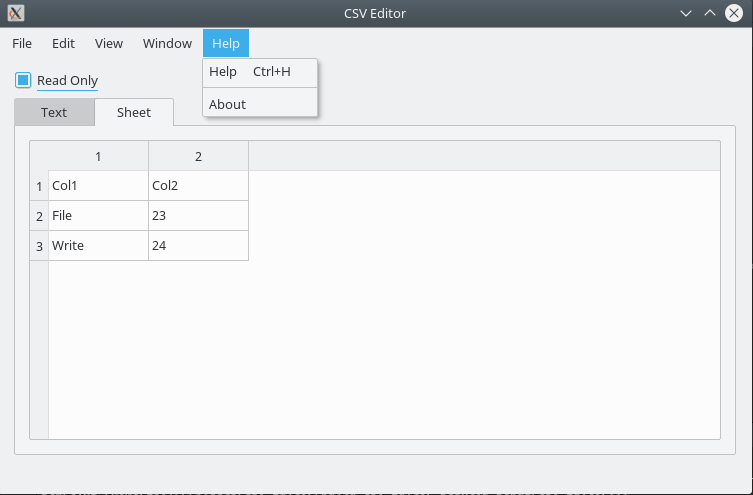 CSV Editor
File Edit View Window Help
Help Ctrl+H
Read Only
About
Text Sheet
1 2
1 Col1 Col2
2 File 23
3 Write 24